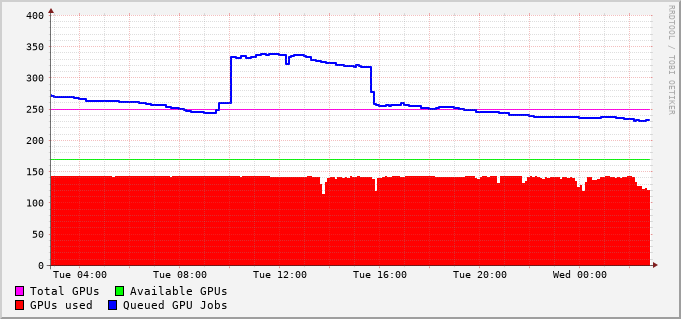 400
350
300
250
200
150
100
50
0
Tue 04:00 Tue 08:00 Tue 12:00 Tue 16:00 Tue 20:00 Wed 00:00
Total GPUs Available GPUs
GPUs used Queued GPU Jobs
RRDTOOL / TOBI OETIKER